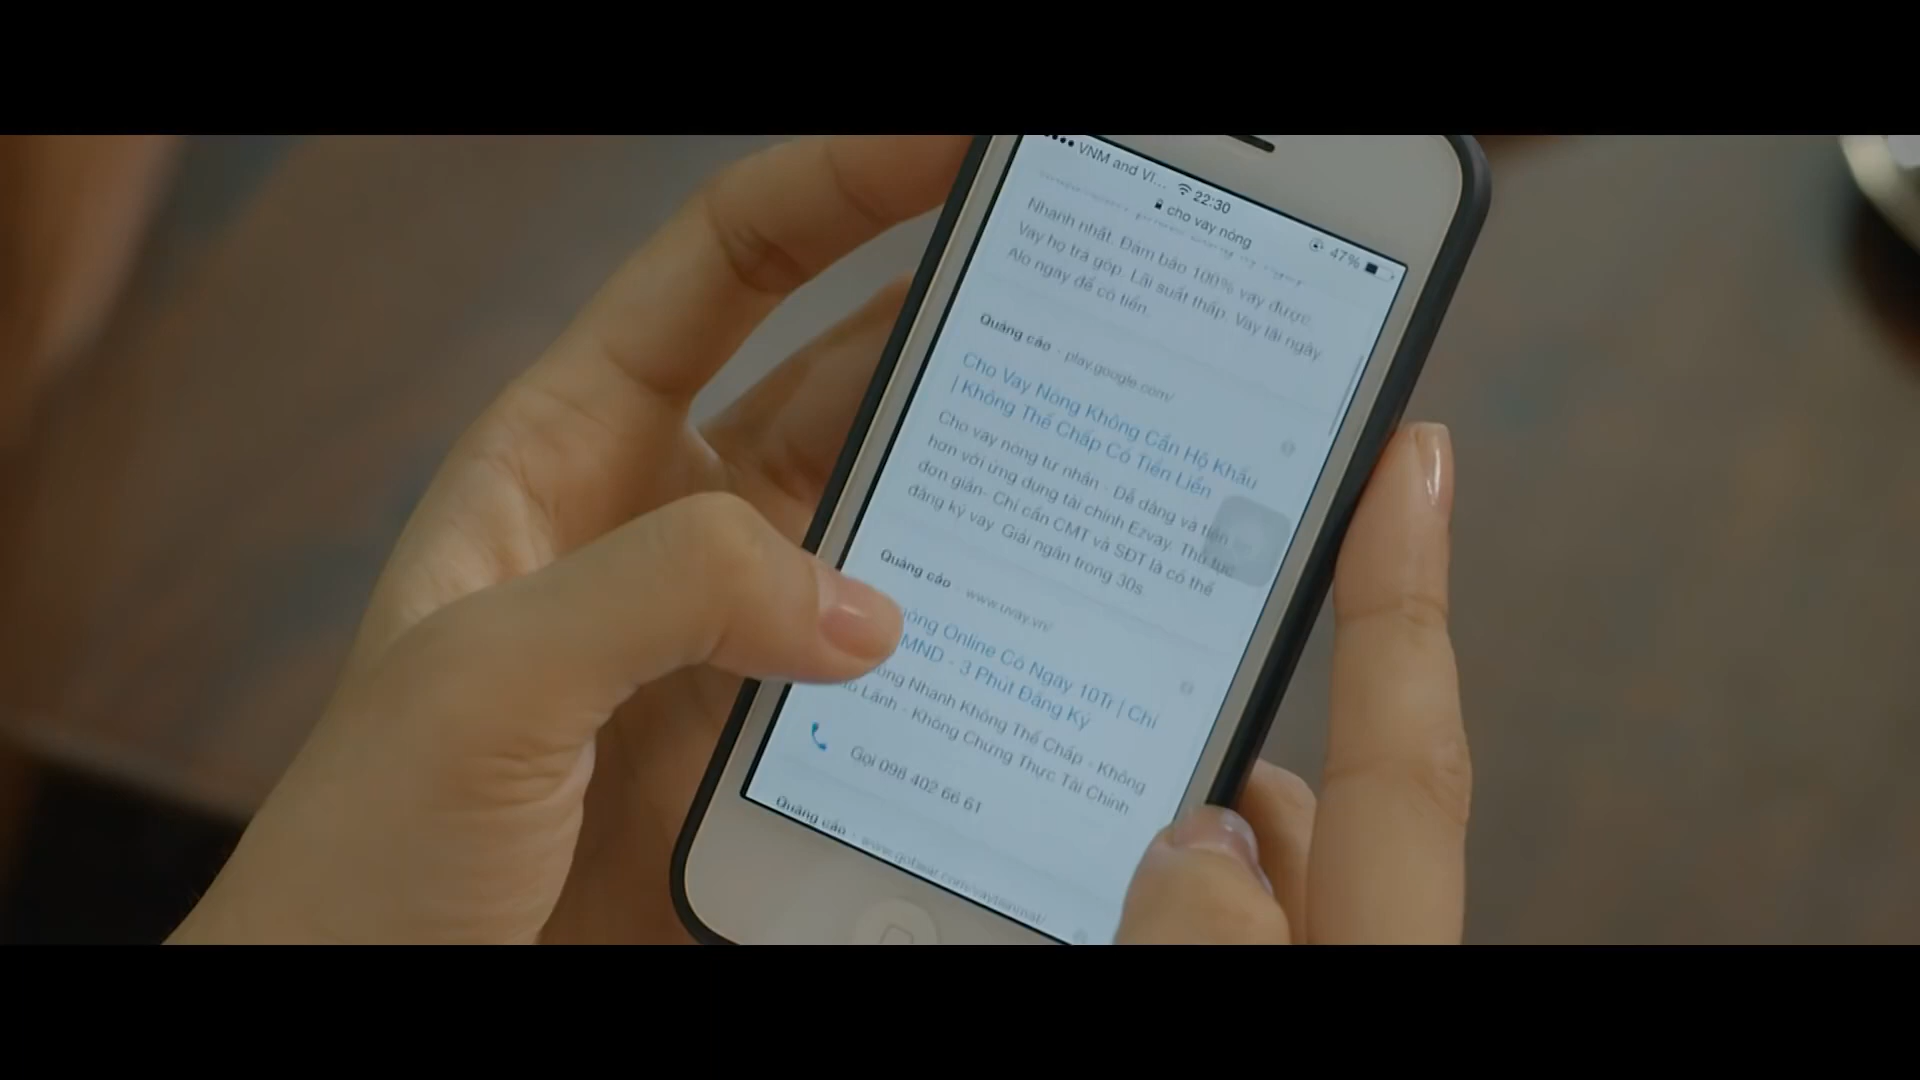 VNM and VI... 22:30 47%
cho vay nóng
Nhanh nhất. Đảm bảo 100% vay được.
Vay họ trả góp. Lãi suất thấp. Vay lãi ngày
Alo ngay để có tiền.
Quảng cáo · play.google.com/
Cho Vay Nóng Không Cần Hộ Khẩu
| Không Thế Chấp Có Tiền Liền
Cho vay nóng tư nhân - Dễ dàng và tiện
hơn với ứng dụng tài chính Ezvay. Thủ tục
đơn giản- Chỉ cần CMT và SĐT là có thể
đăng ký vay. Giải ngân trong 30s.
Quảng cáo · www.uvay.vn/
Online Có Ngay 10Tr | Chỉ
MND - 3 Phút Đăng Ký
Nhanh Không Thế Chấp - Không
Lãnh - Không Chứng Thực Tài Chính
Gọi 098 402 66 61
Quảng cáo